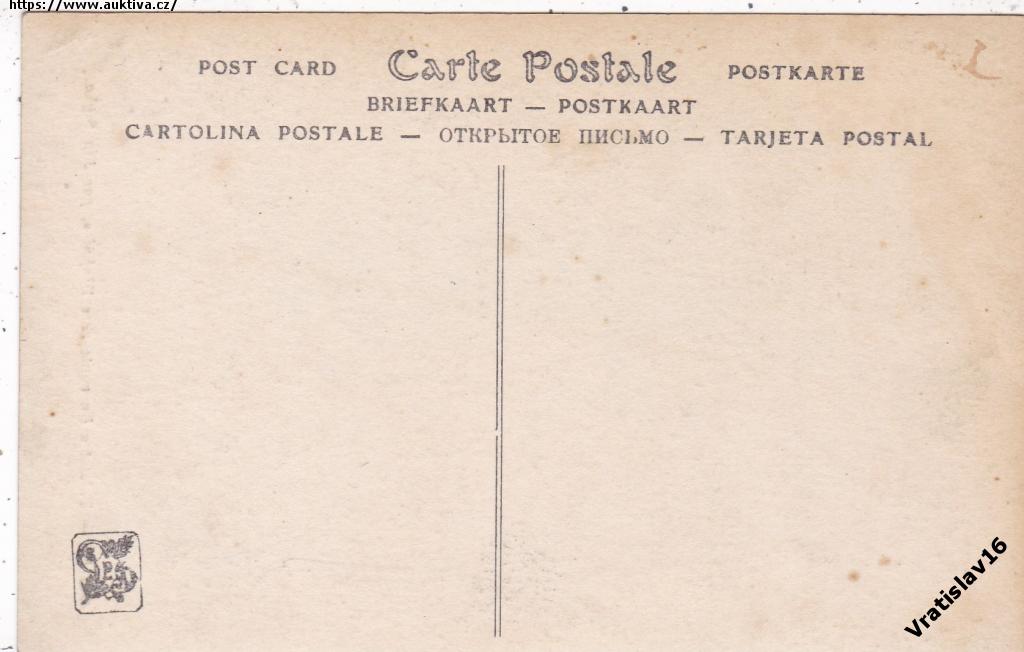 https://www.auktiva.cz/
POST CARD Carte Postale POSTKARTE
BRIEFKAART — POSTKAART
CARTOLINA POSTALE — ОТКРЫТОЕ ПИСЬМО — TARJETA POSTAL
Vratislav16